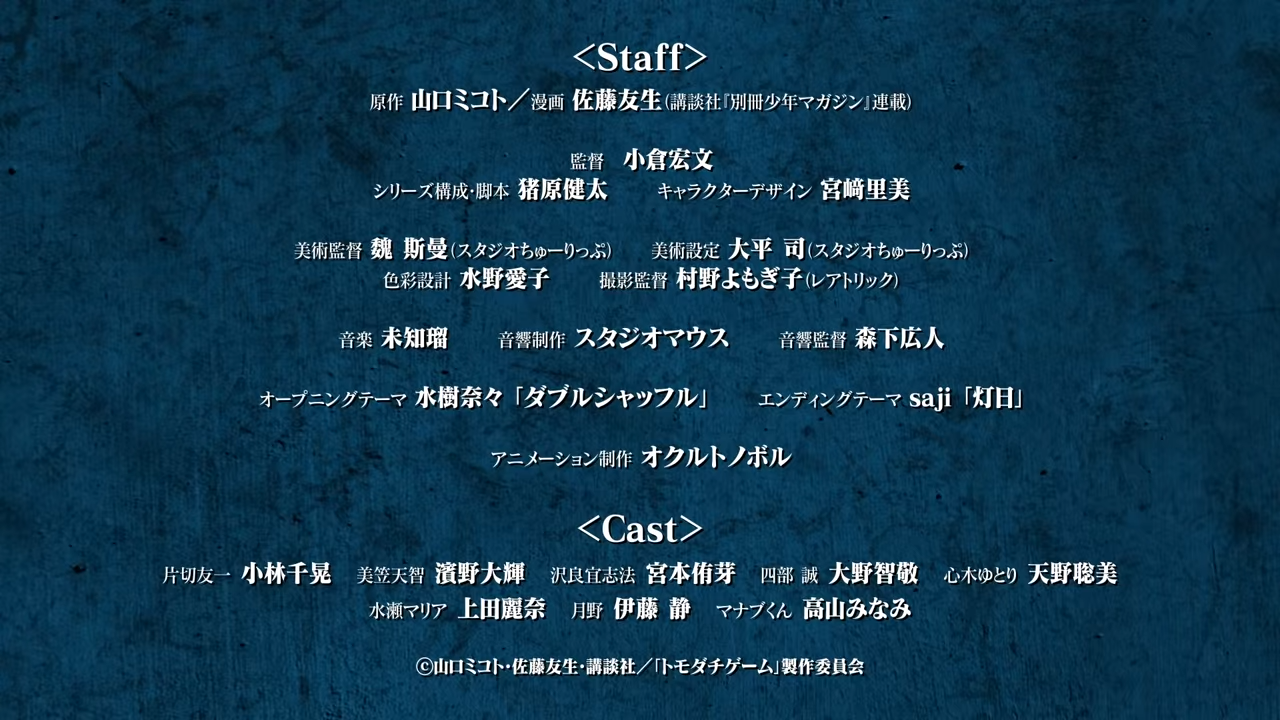 <Staff>
原作 山口ミコト／漫画 佐藤友生(講談社『別冊少年マガジン』連載)
監督 小倉宏文
シリーズ構成・脚本 猪原健太 キャラクターデザイン 宮﨑里美
美術監督 魏 斯曼(スタジオちゅーりっぷ) 美術設定 大平 司(スタジオちゅーりっぷ)
色彩設計 水野愛子 撮影監督 村野よもぎ子(レアトリック)
音楽 未知瑠 音響制作 スタジオマウス 音響監督 森下広人
オープニングテーマ 水樹奈々「ダブルシャッフル」 エンディングテーマ saji「灯日」
アニメーション制作 オクルトノボル
<Cast>
片切友一 小林千晃 美笠天智 濱野大輝 沢良宜志法 宮本侑芽 四部 誠 大野智敬 心木ゆとり 天野聡美
水瀬マリア 上田麗奈 月野 伊藤 静 マナブくん 高山みなみ
©山口ミコト・佐藤友生・講談社／「トモダチゲーム」製作委員会